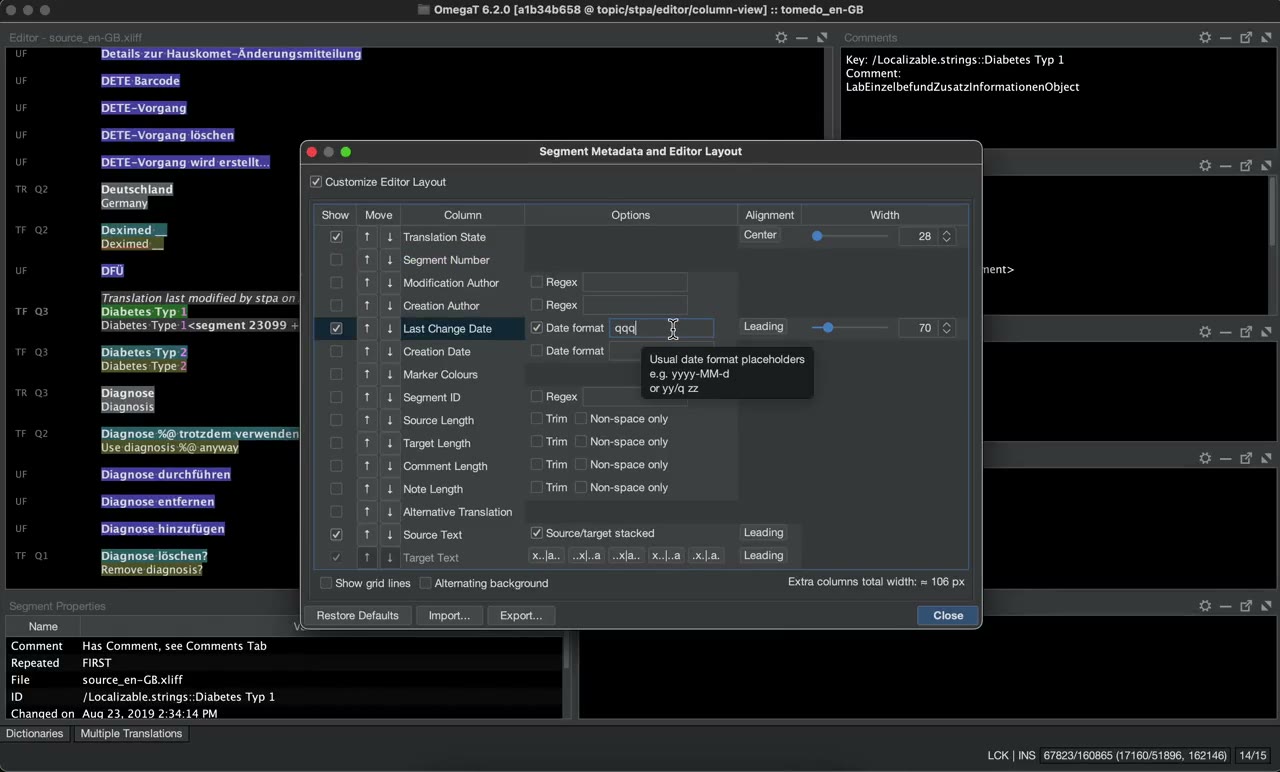 OmegaT 6.2.0 [a1b34b658 @ topic/stpa/editor/column-view] :: tomedo_en-GB
Editor - source_en-GB.xliff
UF Details zur Hauskomet-Änderungsmitteilung
UF DETE Barcode
UF DETE-Vorgang
UF DETE-Vorgang löschen
UF DETE-Vorgang wird erstellt...
TR Q2 Deutschland
Germany
TF Q2 Deximed __
Deximed __
UF DFÜ
Translation last modified by stpa on
TF Q3 Diabetes Typ 1
Diabetes Type 1<segment 23099 +
TF Q3 Diabetes Typ 2
Diabetes Type 2
TR Q3 Diagnose
Diagnosis
TF Q2 Diagnose %@ trotzdem verwenden
Use diagnosis %@ anyway
UF Diagnose durchführen
UF Diagnose entfernen
UF Diagnose hinzufügen
TF Q1 Diagnose löschen?
Remove diagnosis?
Comments
Key: /Localizable.strings::Diabetes Typ 1
Comment:
LabEinzelbefundZusatzInformationenObject
ment>
Segment Metadata and Editor Layout
Customize Editor Layout
Show Move Column Options Alignment Width
↑ ↓ Translation State Center 28
↑ ↓ Segment Number
↑ ↓ Modification Author Regex
↑ ↓ Creation Author Regex
↑ ↓ Last Change Date Date format qqq Leading 70
↑ ↓ Creation Date Date format
↑ ↓ Marker Colours
↑ ↓ Segment ID Regex
↑ ↓ Source Length Trim Non-space only
↑ ↓ Target Length Trim Non-space only
↑ ↓ Comment Length Trim Non-space only
↑ ↓ Note Length Trim Non-space only
↑ ↓ Alternative Translation
↑ ↓ Source Text Source/target stacked Leading
↑ ↓ Target Text x..|a.. ..x|..a ..x|a.. x..|..a .x.|.a. Leading
Usual date format placeholders
e.g. yyyy-MM-d
or yy/q zz
Show grid lines Alternating background Extra columns total width: ≈ 106 px
Restore Defaults Import... Export... Close
Segment Properties
Name
Comment Has Comment, see Comments Tab
Repeated FIRST
File source_en-GB.xliff
ID /Localizable.strings::Diabetes Typ 1
Changed on Aug 23, 2019 2:34:14 PM
Dictionaries Multiple Translations
LCK | INS 67823/160865 (17160/51896, 162146) 14/15